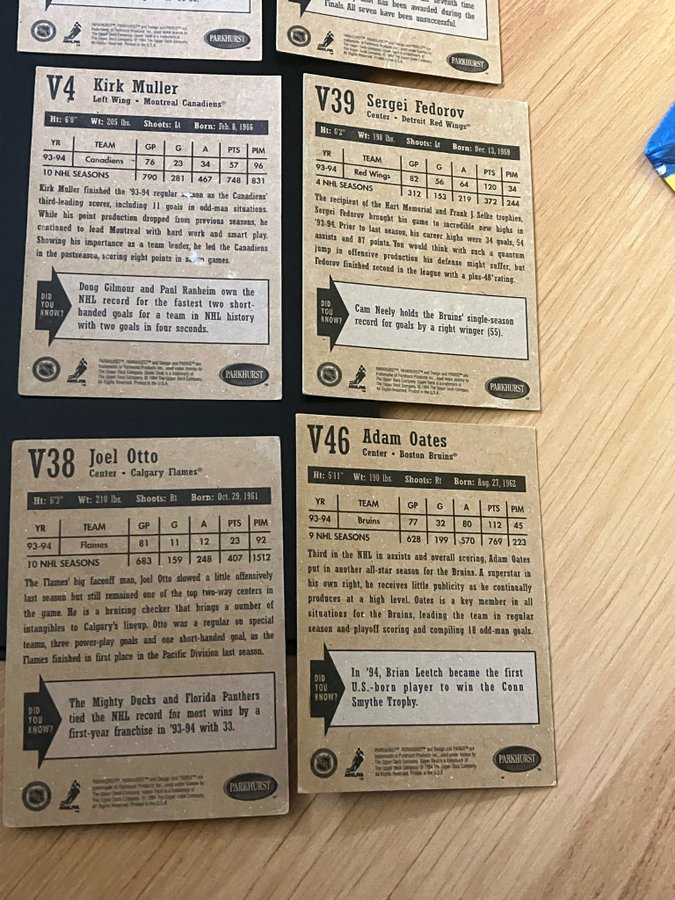 PARKHURST
seventh time
has been awarded during the
Finals. All seven have been unsuccessful.
PARKHURST
V4 Kirk Muller
Left Wing • Montreal Canadiens®
Ht: 6'0" Wt: 205 lbs. Shoots: Lt Born: Feb. 8, 1966
YR TEAM GP G A PTS PIM
93-94 Canadiens 76 23 34 57 96
10 NHL SEASONS 790 281 467 748 831
Kirk Muller finished the '93-94 regular season as the Canadiens'
third-leading scorer, including 11 goals in odd-man situations.
While his point production dropped from previous seasons, he
continued to lead Montreal with hard work and smart play.
Showing his importance as a team leader, he led the Canadiens
in the postseason, scoring eight points in seven games.
DID YOU KNOW?
Doug Gilmour and Paul Ranheim own the
NHL record for the fastest two short-
handed goals for a team in NHL history
with two goals in four seconds.
NHLPA
PARKHURST
V39 Sergei Fedorov
Center • Detroit Red Wings®
Ht: 6'2" Wt: 198 lbs. Shoots: Lt Born: Dec. 13, 1969
YR TEAM GP G A PTS PIM
93-94 Red Wings 82 56 64 120 34
4 NHL SEASONS 312 153 219 372 244
The recipient of the Hart Memorial and Frank J. Selke trophies,
Sergei Fedorov brought his game to incredible new highs in
'93-94. Prior to last season, his career highs were 34 goals, 54
assists and 87 points. You would think with such a quantum
jump in offensive production his defense might suffer, but
Fedorov finished second in the league with a plus-48 rating.
DID YOU KNOW?
Cam Neely holds the Bruins' single-season
record for goals by a right winger (55).
NHLPA
PARKHURST
V38 Joel Otto
Center • Calgary Flames®
Ht: 6'3" Wt: 210 lbs. Shoots: Rt Born: Oct. 29, 1961
YR TEAM GP G A PTS PIM
93-94 Flames 81 11 12 23 92
10 NHL SEASONS 683 159 248 407 1512
The Flames' big faceoff man, Joel Otto slowed a little offensively
last season but still remained one of the top two-way centers in
the game. He is a bruising checker that brings a number of
intangibles to Calgary's lineup. Otto was a regular on special
teams, three power-play goals and one short-handed goal, as the
Flames finished in first place in the Pacific Division last season.
DID YOU KNOW?
The Mighty Ducks and Florida Panthers
tied the NHL record for most wins by a
first-year franchise in '93-94 with 33.
NHLPA
PARKHURST
V46 Adam Oates
Center • Boston Bruins®
Ht: 5'11" Wt: 190 lbs. Shoots: Rt Born: Aug. 27, 1962
YR TEAM GP G A PTS PIM
93-94 Bruins 77 32 80 112 45
9 NHL SEASONS 628 199 570 769 223
Third in the NHL in assists and overall scoring, Adam Oates
put in another all-star season for the Bruins. A superstar in
his own right, he receives little publicity as he continually
produces at a high level. Oates is a key member in all
situations for the Bruins, leading the team in regular
season and playoff scoring and compiling 18 odd-man goals.
DID YOU KNOW?
In '94, Brian Leetch became the first
U.S.-born player to win the Conn
Smythe Trophy.
NHLPA
PARKHURST